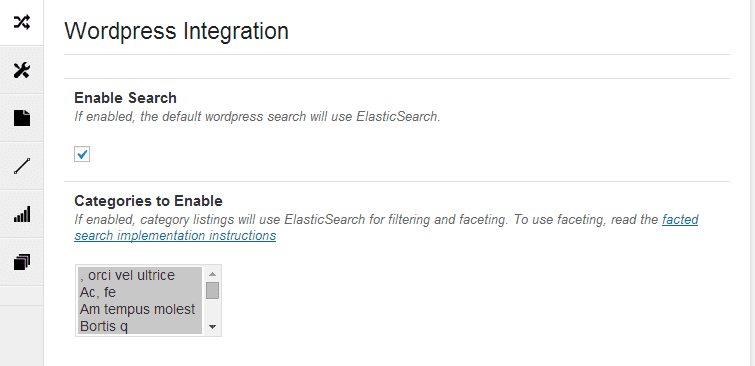 Wordpress Integration
Enable Search
If enabled, the default wordpress search will use ElasticSearch.
Categories to Enable
If enabled, category listings will use ElasticSearch for filtering and faceting. To use faceting, read the facted
search implementation instructions
, orci vel ultrice
Ac, fe
Am tempus molest
Bortis q